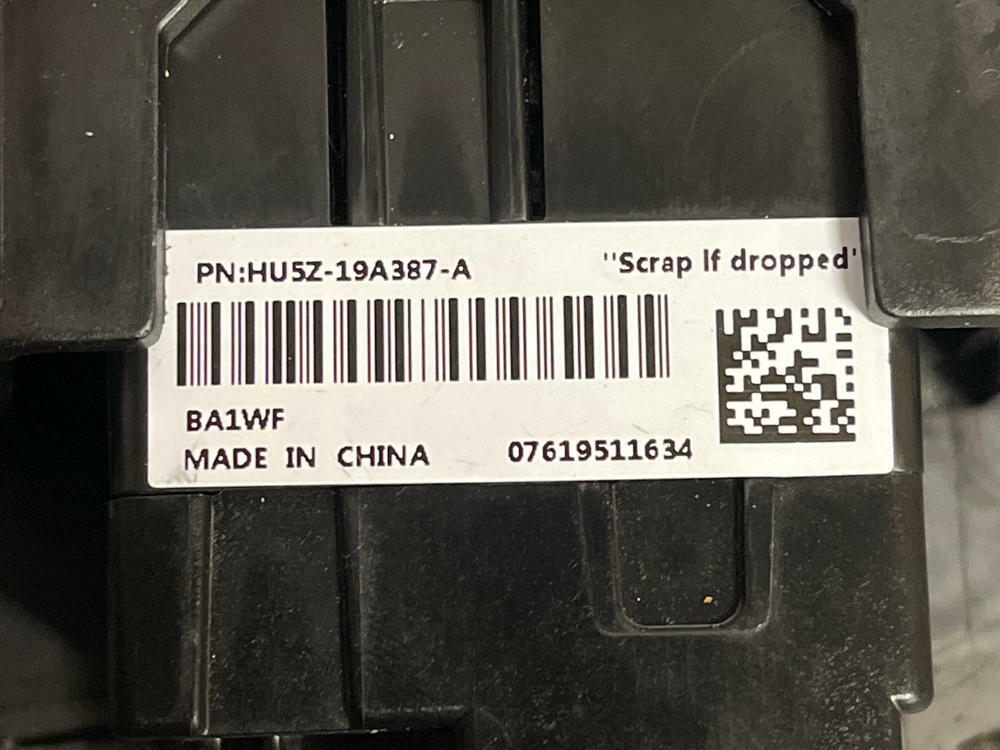 PN:HU5Z-19A387-A
"Scrap If dropped"
BA1WF
MADE IN CHINA
07619511634